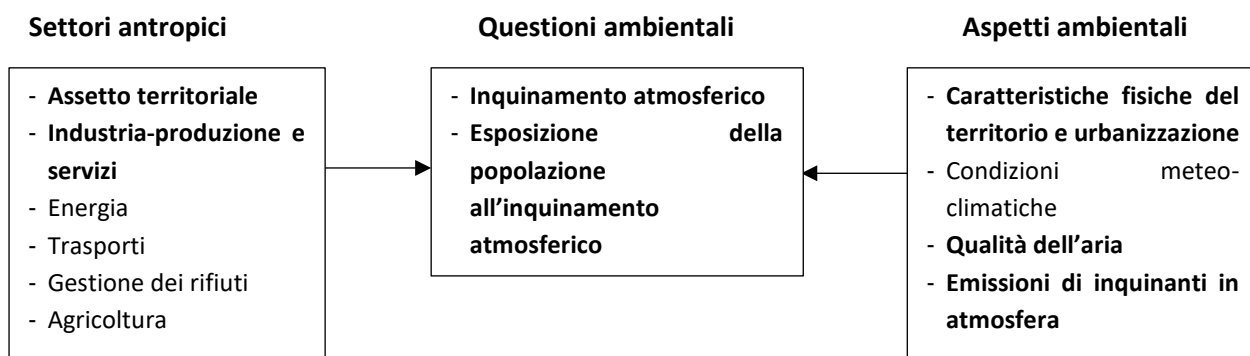 Settori antropici
- Assetto territoriale
- Industria-produzione e
servizi
- Energia
- Trasporti
- Gestione dei rifiuti
- Agricoltura
Questioni ambientali
- Inquinamento atmosferico
- Esposizione della
popolazione
all’inquinamento
atmosferico
Aspetti ambientali
- Caratteristiche fisiche del
territorio e urbanizzazione
- Condizioni meteo-
climatiche
- Qualità dell’aria
- Emissioni di inquinanti in
atmosfera